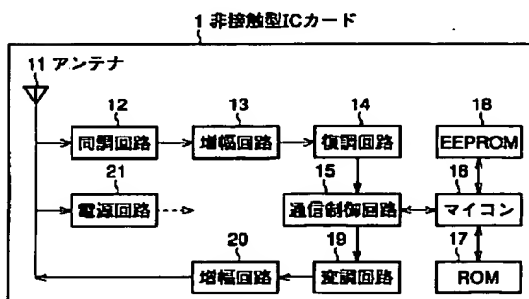 1 非接触型ICカード
11 アンテナ
12
同調回路
13
増幅回路
14
復調回路
18
EEPROM
21
電源回路
15
通信制御回路
16
マイコン
20
増幅回路
19
変調回路
17
ROM